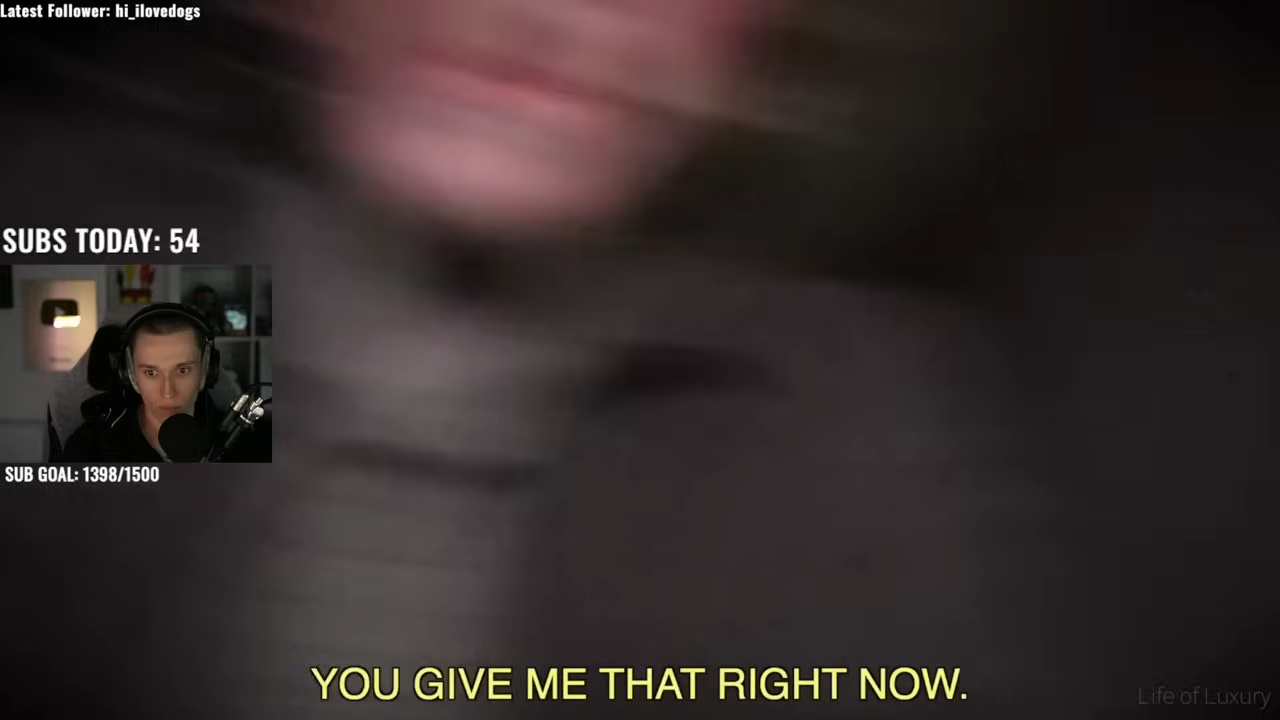 Latest Follower: hi_ilovedogs
SUBS TODAY: 54
SUB GOAL: 1398/1500
YOU GIVE ME THAT RIGHT NOW.
Life of Luxury